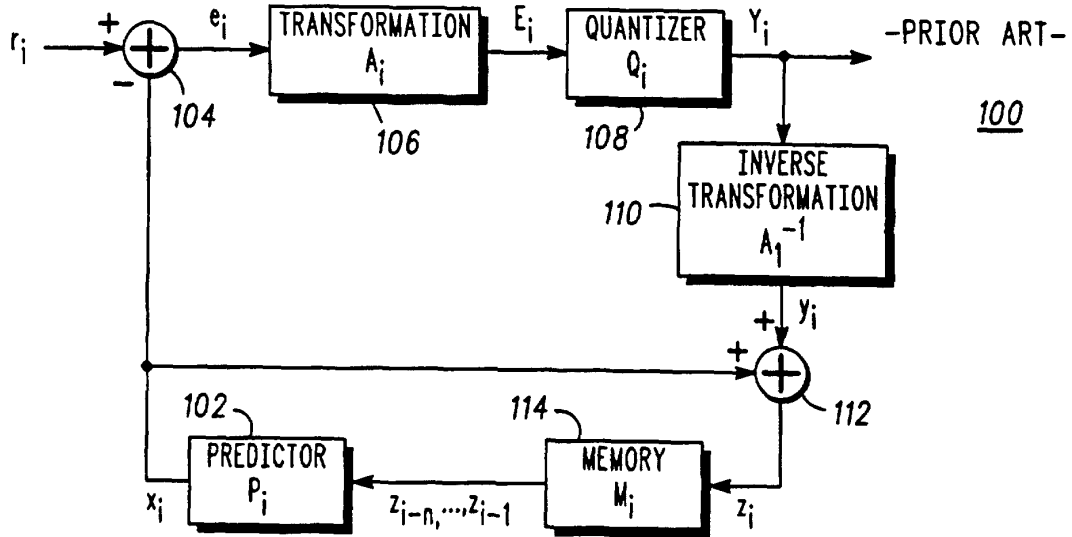 r_i
+
−
104
e_i
TRANSFORMATION
A_i
106
E_i
QUANTIZER
Q_i
108
Y_i
-PRIOR ART-
100
INVERSE
TRANSFORMATION
A_1^-1
110
y_i
+
+
112
102
PREDICTOR
P_i
x_i
z_i-n,...,z_i-1
114
MEMORY
M_i
z_i